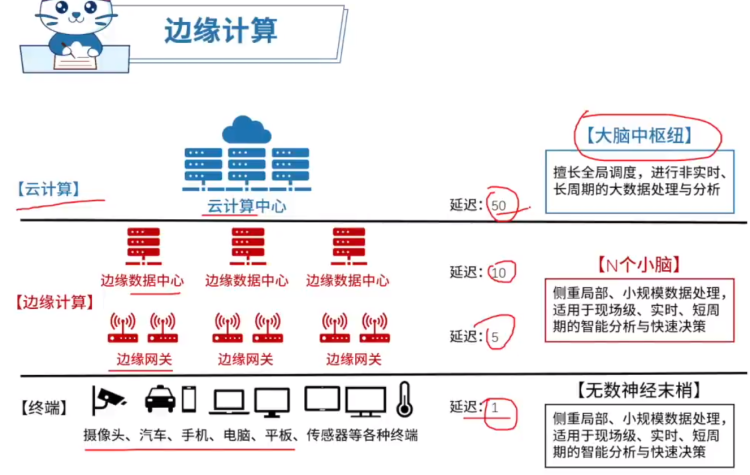 边缘计算
【大脑中枢纽】
擅长全局调度，进行非实时、
长周期的大数据处理与分析
【云计算】
云计算中心
延迟：50
边缘数据中心
边缘数据中心
边缘数据中心
延迟：10
【N个小脑】
侧重局部、小规模数据处理，
适用于现场级、实时、短周
期的智能分析与快速决策
【边缘计算】
边缘网关
边缘网关
边缘网关
延迟：5
【终端】
摄像头、汽车、手机、电脑、平板、传感器等各种终端
延迟：1
【无数神经末梢】
侧重局部、小规模数据处理，
适用于现场级、实时、短周
期的智能分析与快速决策